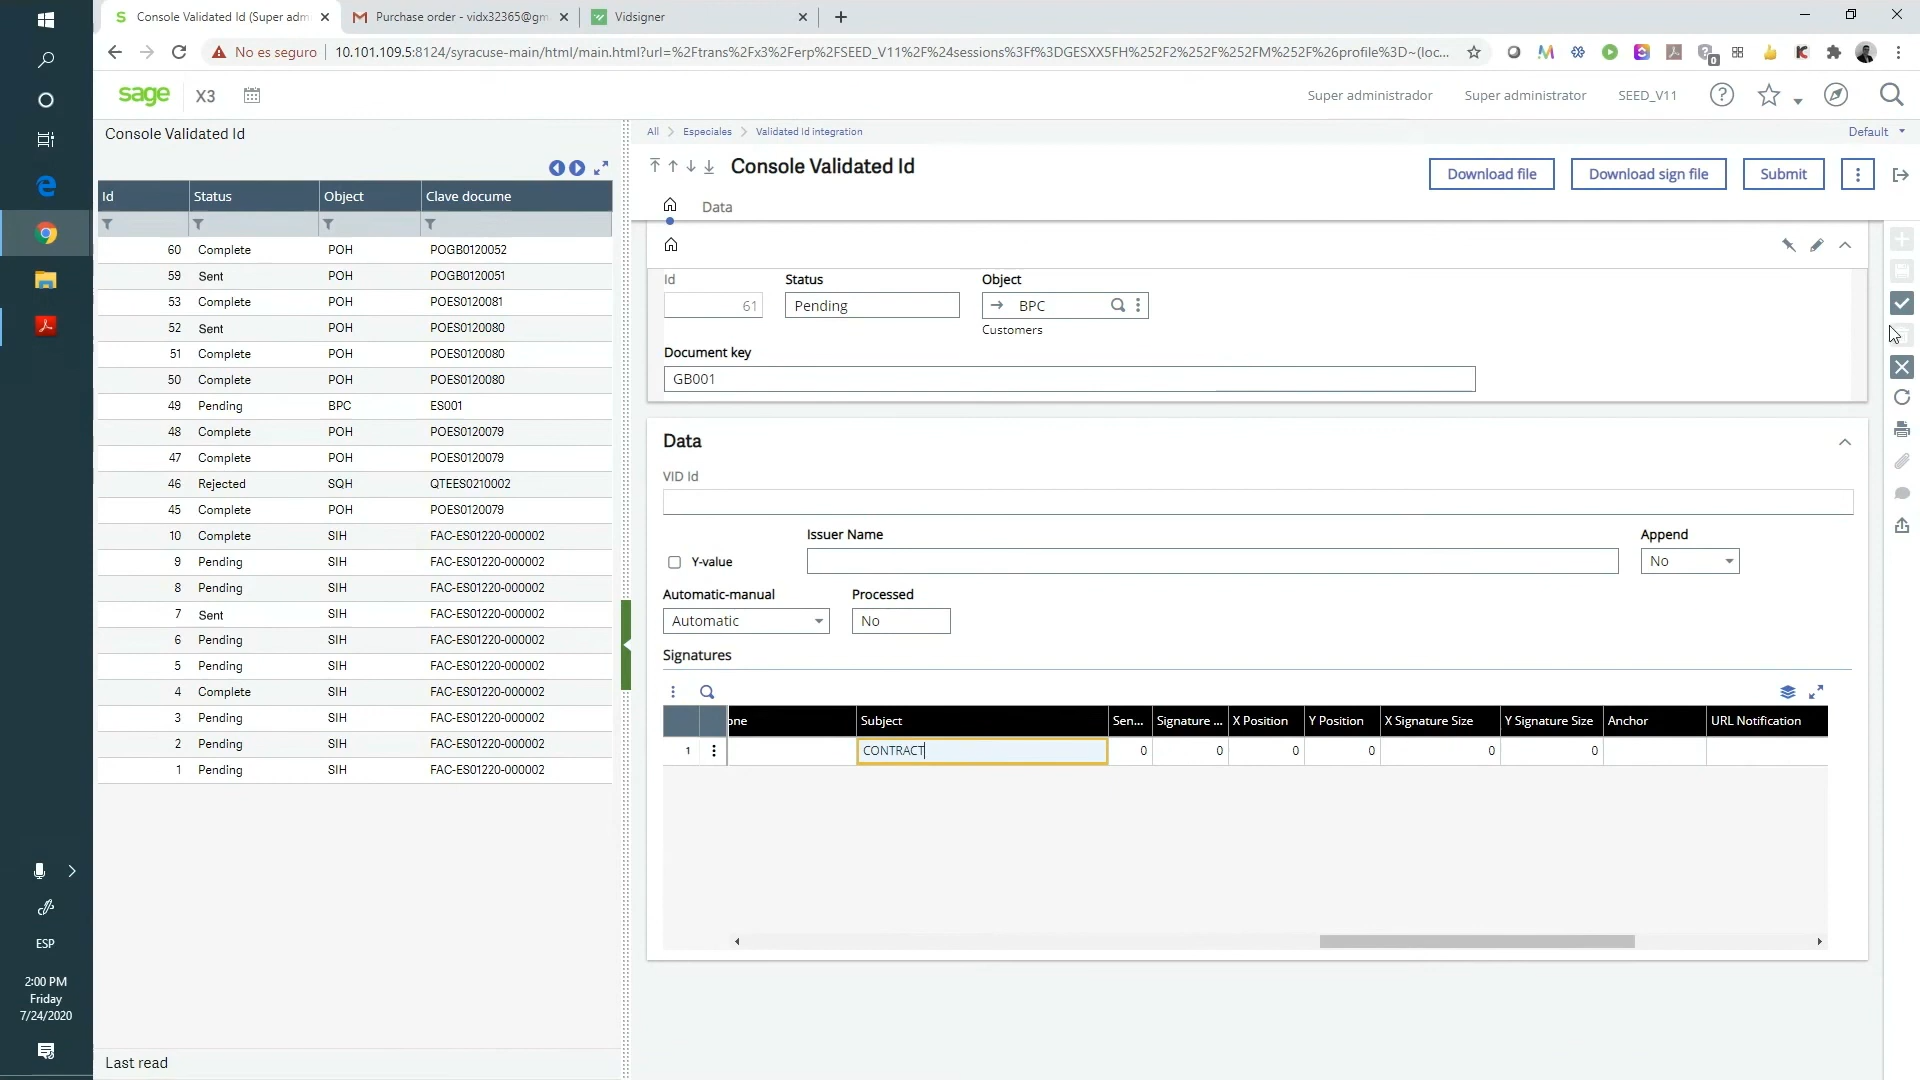 Console Validated Id (Super adm
Purchase order - vidx32365@gm
Vidsigner
No es seguro
10.101.109.5:8124/syracuse-main/html/main.html?url=%2Ftrans%2Fx3%2Ferp%2FSEED_V11%2F%24sessions%3Ff%3DGESXX5FH%252F2%252F%252FM%252F%26profile%3D~(loc...
0
sage X3
Super administrador
Super administrator
SEED_V11
Console Validated Id
Id Status Object Clave docume
60 Complete POH POGB0120052
59 Sent POH POGB0120051
53 Complete POH POES0120081
52 Sent POH POES0120080
51 Complete POH POES0120080
50 Complete POH POES0120080
49 Pending BPC ES001
48 Complete POH POES0120079
47 Complete POH POES0120079
46 Rejected SQH QTEES0210002
45 Complete POH POES0120079
10 Complete SIH FAC-ES01220-000002
9 Pending SIH FAC-ES01220-000002
8 Pending SIH FAC-ES01220-000002
7 Sent SIH FAC-ES01220-000002
6 Pending SIH FAC-ES01220-000002
5 Pending SIH FAC-ES01220-000002
4 Complete SIH FAC-ES01220-000002
3 Pending SIH FAC-ES01220-000002
2 Pending SIH FAC-ES01220-000002
1 Pending SIH FAC-ES01220-000002
Last read
All > Especiales > Validated Id integration
Default
Console Validated Id
Download file
Download sign file
Submit
Data
Id Status Object
61 Pending BPC
Customers
Document key
GB001
Data
VID Id
Issuer Name Append
Y-value No
Automatic-manual Processed
Automatic No
Signatures
one Subject Sen... Signature ... X Position Y Position X Signature Size Y Signature Size Anchor URL Notification
1 CONTRACT 0 0 0 0 0 0
ESP
2:00 PM
Friday
7/24/2020